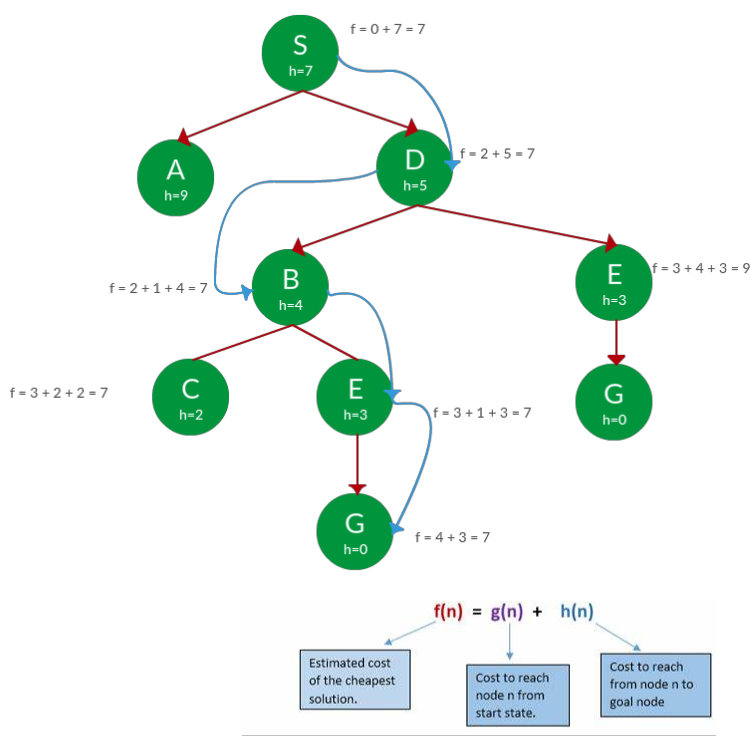 S
h=7
f = 0 + 7 = 7
A
h=9
D
h=5
f = 2 + 5 = 7
B
h=4
f = 2 + 1 + 4 = 7
E
h=3
f = 3 + 4 + 3 = 9
C
h=2
f = 3 + 2 + 2 = 7
E
h=3
f = 3 + 1 + 3 = 7
G
h=0
G
h=0
f = 4 + 3 = 7
f(n) = g(n) + h(n)
Estimated cost
of the cheapest
solution.
Cost to reach
node n from
start state.
Cost to reach
from node n to
goal node